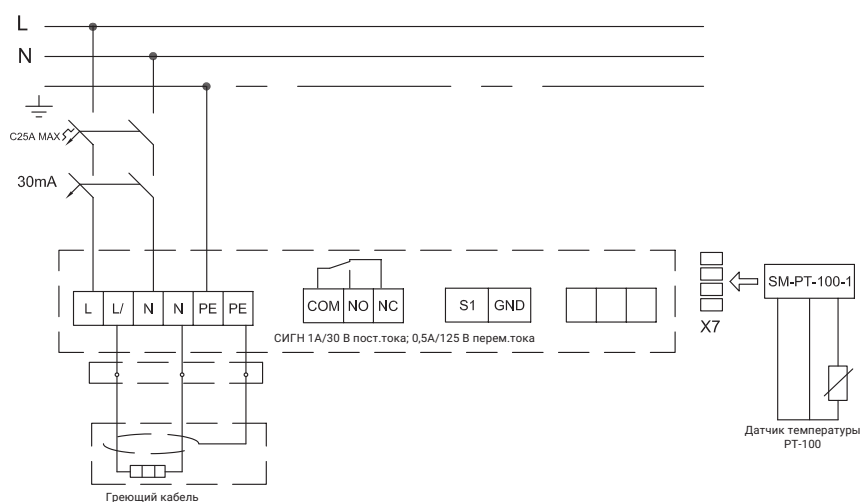 L
N
C25A MAX
30mA
L L/ N N PE PE
COM NO NC
S1 GND
СИГН 1А/30 В пост.тока; 0,5А/125 В перем.тока
X7
SM-PT-100-1
Датчик температуры
РТ-100
Греющий кабель